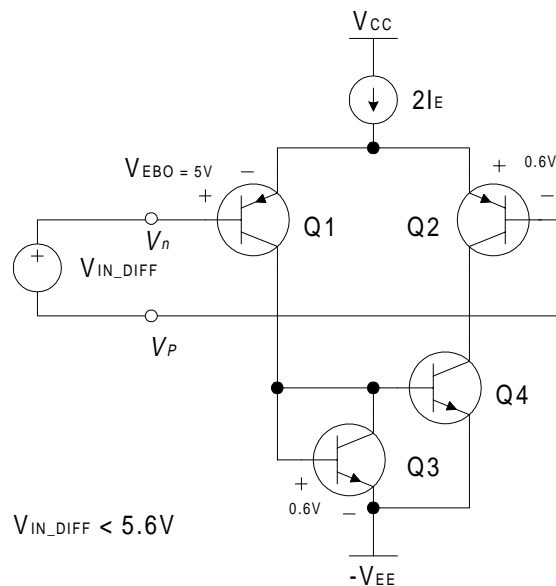 VCC
2IE
VEBO = 5V
+ −
+ 0.6V −
Vn
Q1 Q2
+ VIN_DIFF
VP
Q4
Q3
+ 0.6V −
VIN_DIFF < 5.6V
-VEE